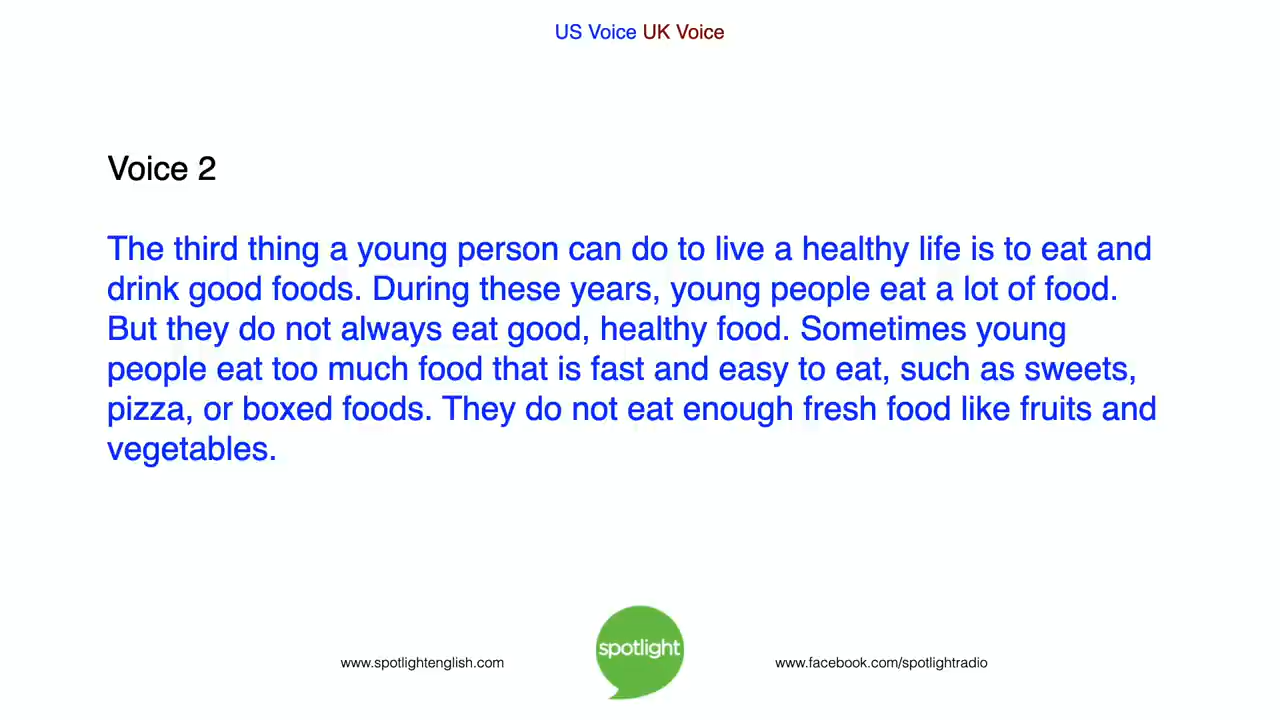 US Voice UK Voice
Voice 2
The third thing a young person can do to live a healthy life is to eat and
drink good foods. During these years, young people eat a lot of food.
But they do not always eat good, healthy food. Sometimes young
people eat too much food that is fast and easy to eat, such as sweets,
pizza, or boxed foods. They do not eat enough fresh food like fruits and
vegetables.
www.spotlightenglish.com
spotlight
www.facebook.com/spotlightradio